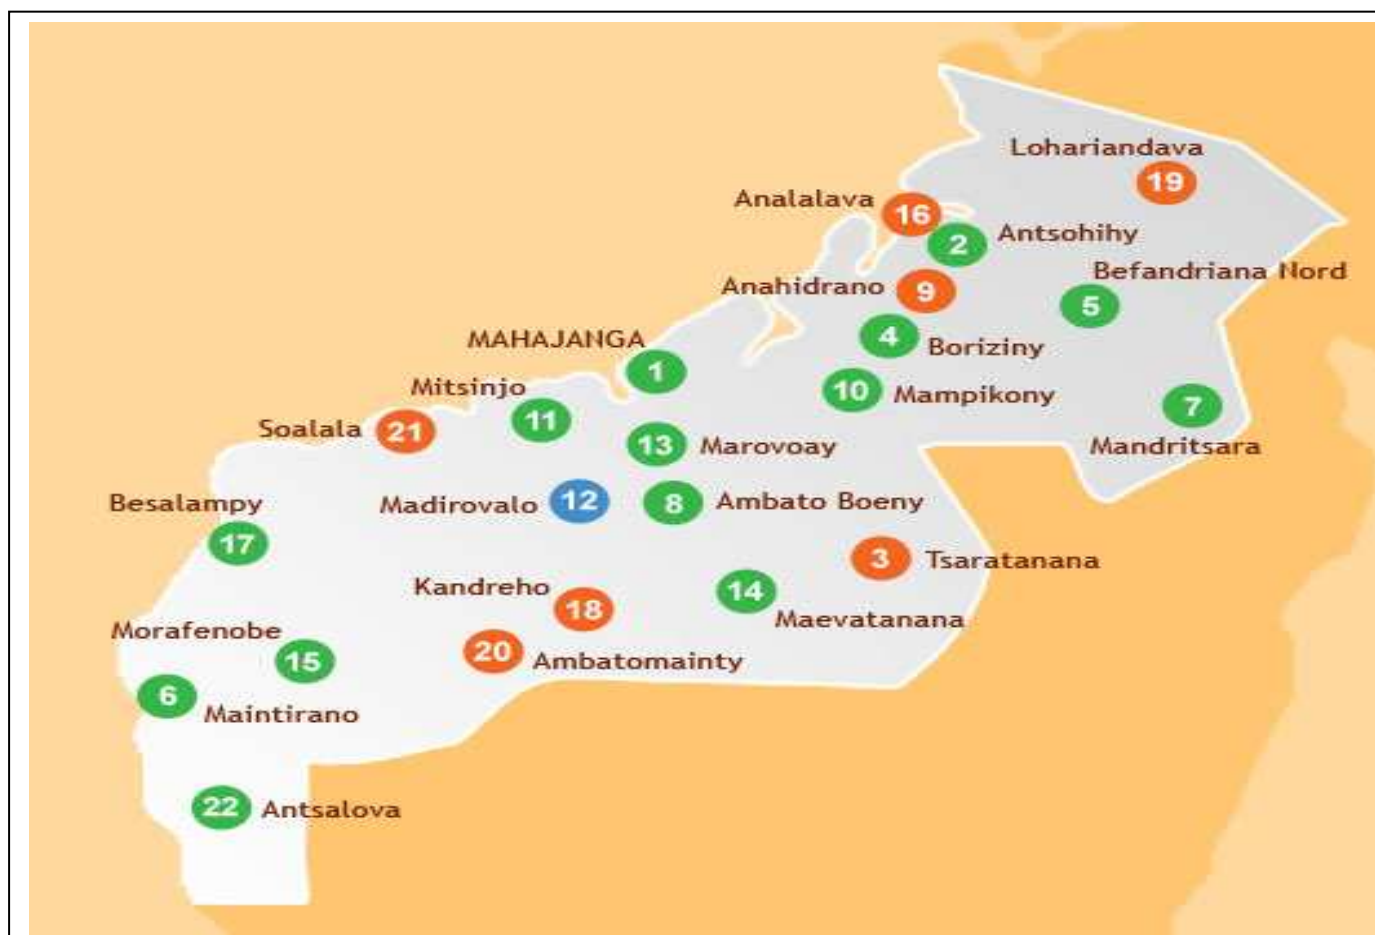 Lohariandava
19
Analalava
16
2
Antsohihy
Befandriana Nord
Anahidrano
9
5
4
Boriziny
MAHAJANGA
1
Mitsinjo
10
Mampikony
7
11
Soalala
21
13
Marovoay
Mandritsara
Besalampy
Madirovalo
12
8
Ambato Boeny
17
3
Tsaratanana
Kandreho
18
14
Maevatanana
Morafenobe
15
20
Ambatomainty
6
Maintirano
22
Antsalova